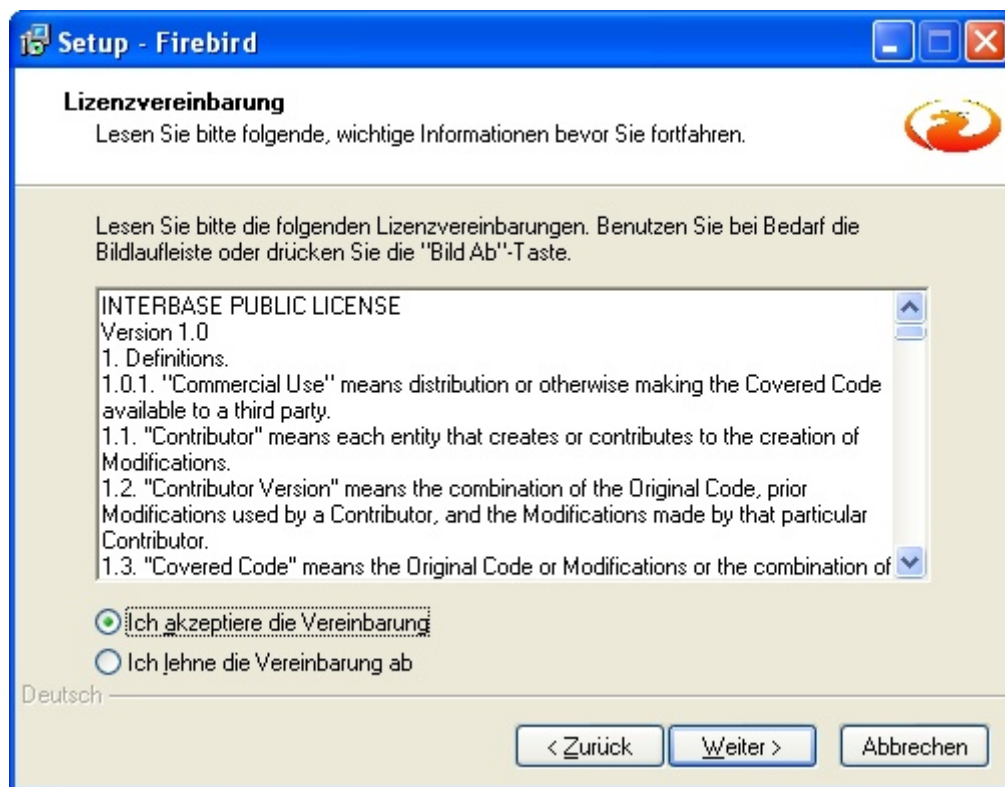 Setup - Firebird
Lizenzvereinbarung
Lesen Sie bitte folgende, wichtige Informationen bevor Sie fortfahren.
Lesen Sie bitte die folgenden Lizenzvereinbarungen. Benutzen Sie bei Bedarf die
Bildlaufleiste oder drücken Sie die "Bild Ab"-Taste.
INTERBASE PUBLIC LICENSE
Version 1.0
1. Definitions.
1.0.1. "Commercial Use" means distribution or otherwise making the Covered Code
available to a third party.
1.1. "Contributor" means each entity that creates or contributes to the creation of
Modifications.
1.2. "Contributor Version" means the combination of the Original Code, prior
Modifications used by a Contributor, and the Modifications made by that particular
Contributor.
1.3. "Covered Code" means the Original Code or Modifications or the combination of
Ich akzeptiere die Vereinbarung
Ich lehne die Vereinbarung ab
Deutsch
< Zurück
Weiter >
Abbrechen